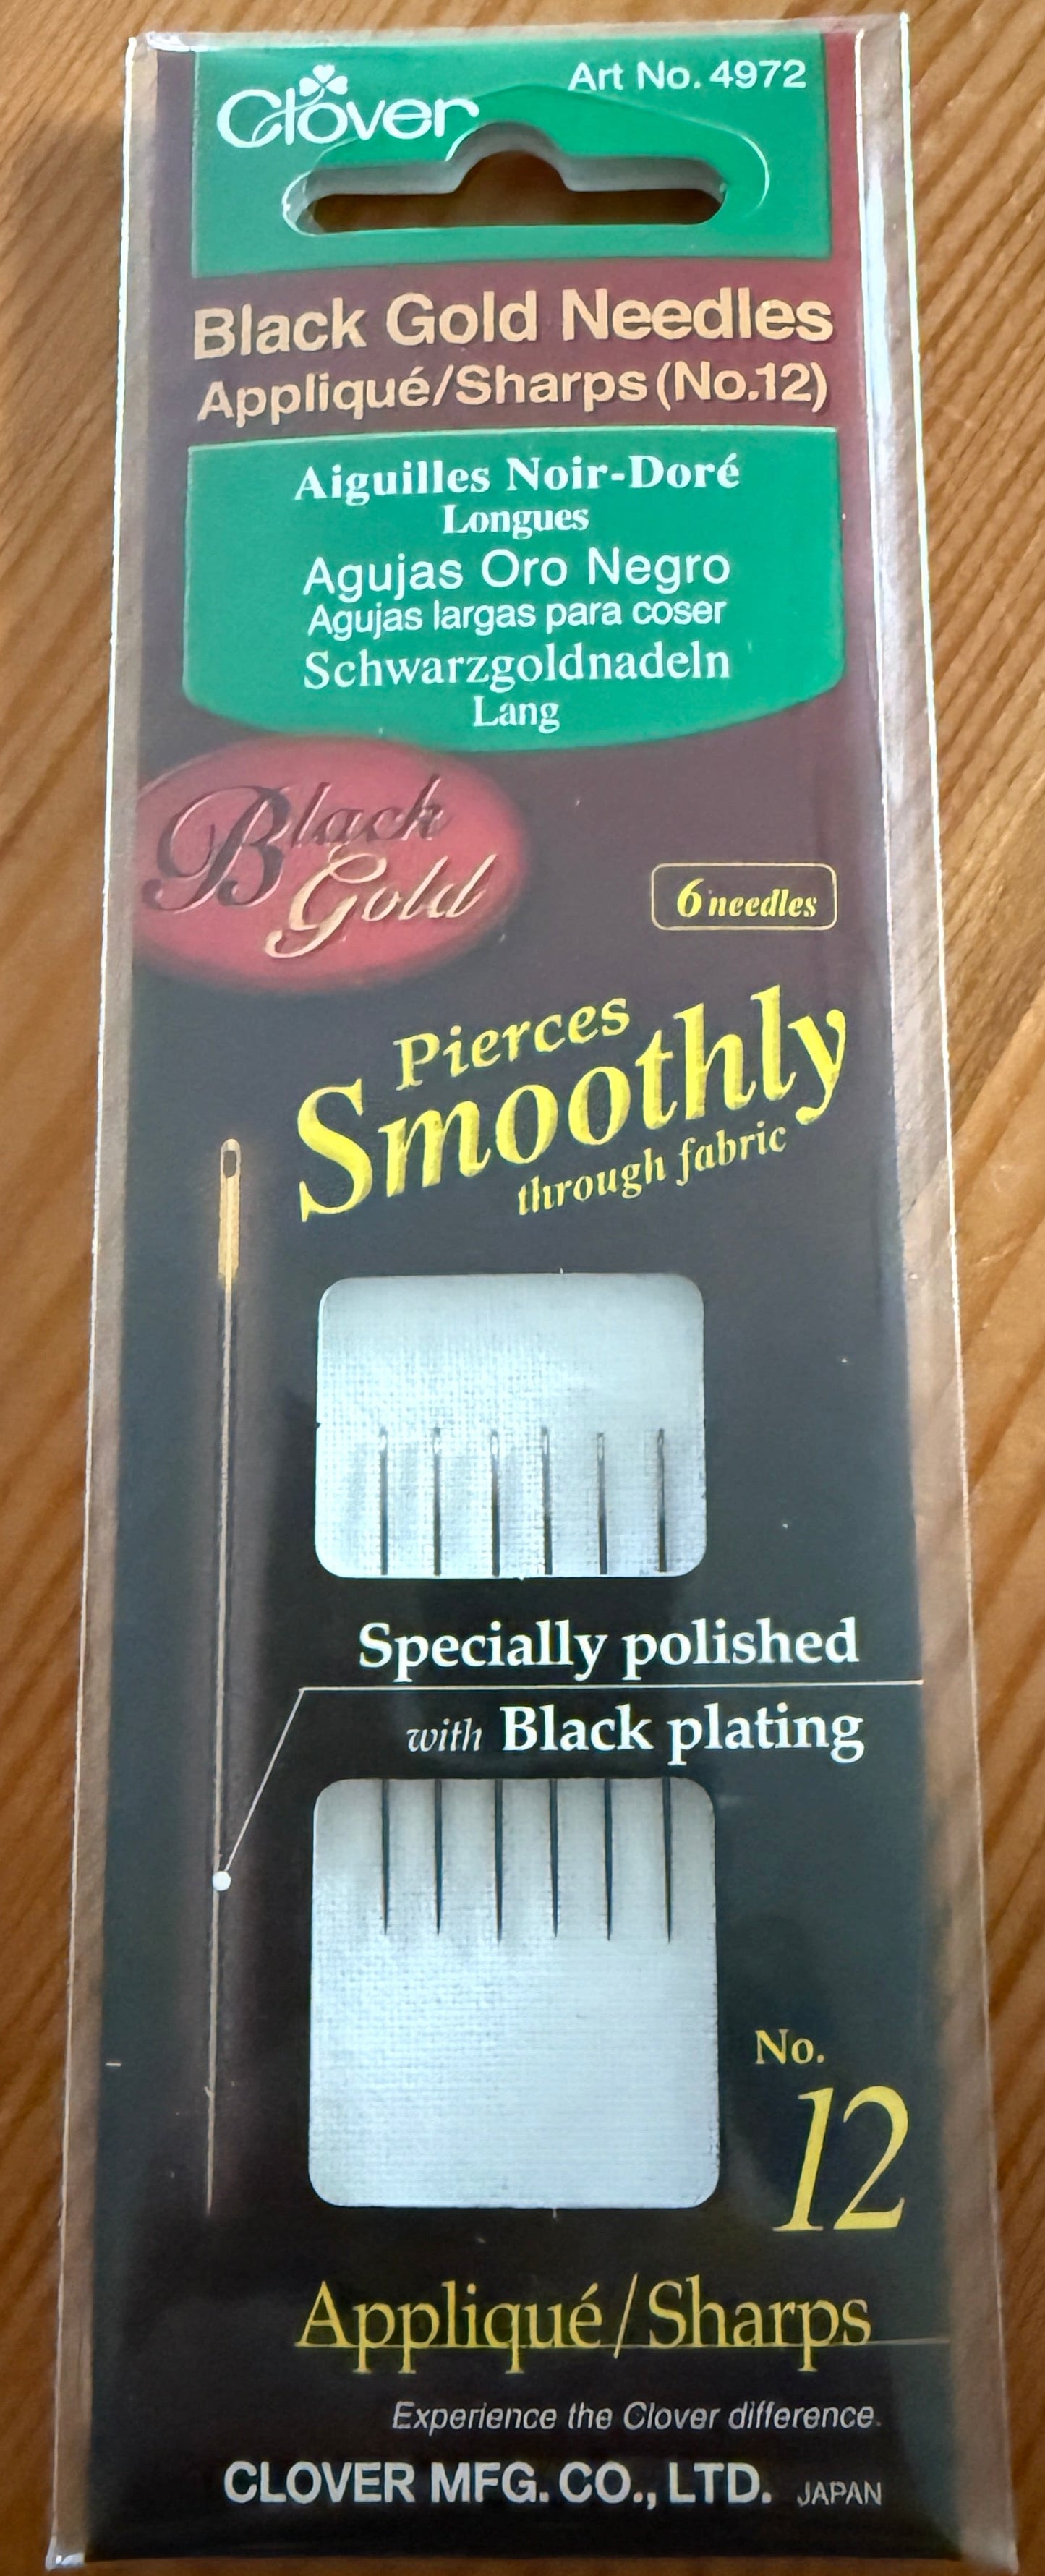 Clover
Art No. 4972
Black Gold Needles
Appliqué/Sharps (No.12)
Aiguilles Noir-Doré
Longues
Agujas Oro Negro
Agujas largas para coser
Schwarzgoldnadeln
Lang
Black
Gold
6 needles
Pierces
Smoothly
through fabric
Specially polished
with Black plating
No.
12
Appliqué/Sharps
Experience the Clover difference.
CLOVER MFG. CO., LTD. JAPAN